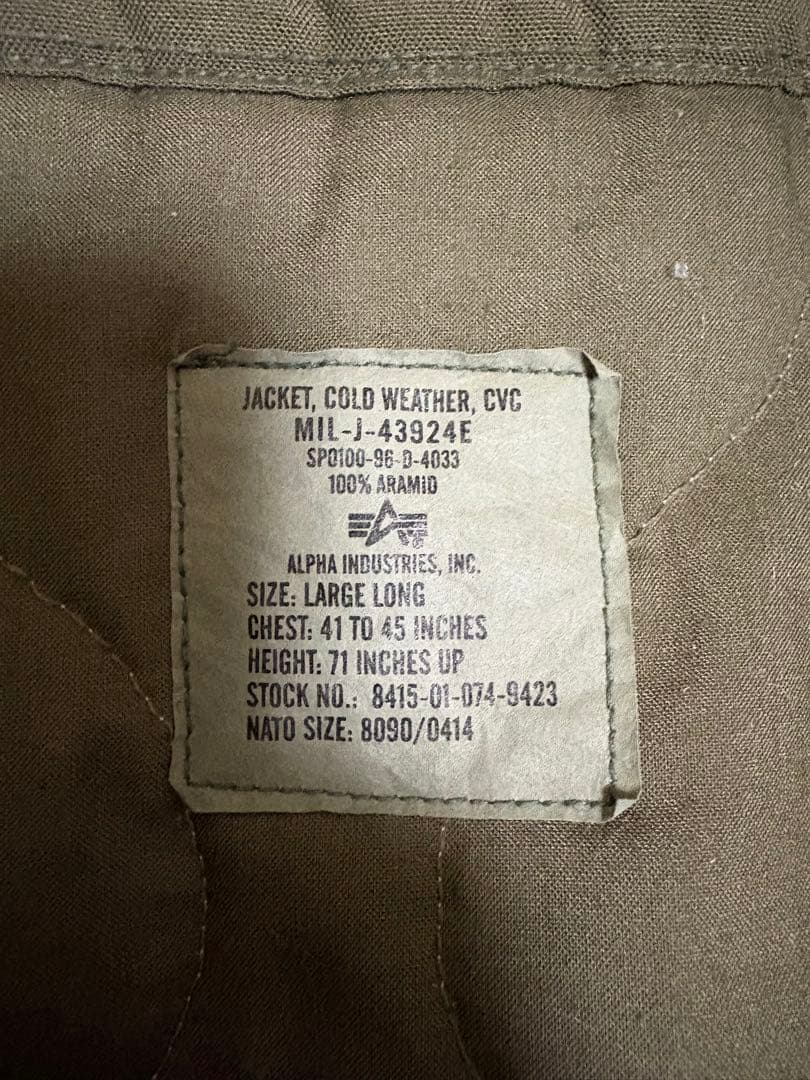 JACKET, COLD WEATHER, CVC
MIL-J-43924E
SP0100-96-D-4033
100% ARAMID
ALPHA INDUSTRIES, INC.
SIZE: LARGE LONG
CHEST: 41 TO 45 INCHES
HEIGHT: 71 INCHES UP
STOCK NO.: 8415-01-074-9423
NATO SIZE: 8090/0414